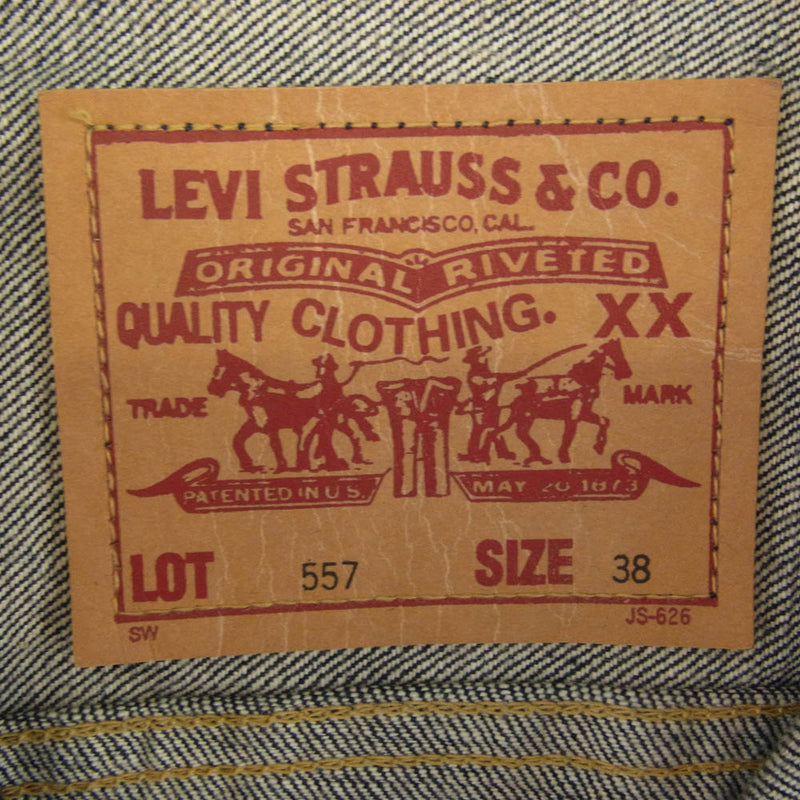 LEVI STRAUSS & CO.
SAN FRANCISCO, CAL.
ORIGINAL RIVETED
QUALITY CLOTHING. XX
TRADE MARK
PATENTED IN U.S. MAY 20 1873
LOT 557 SIZE 38
SW JS-626